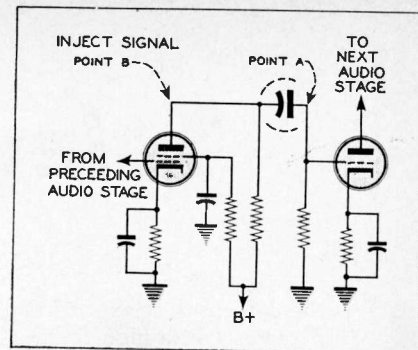 INJECT SIGNAL
POINT B
POINT A
TO
NEXT
AUDIO
STAGE
FROM
PRECEEDING
AUDIO STAGE
B+